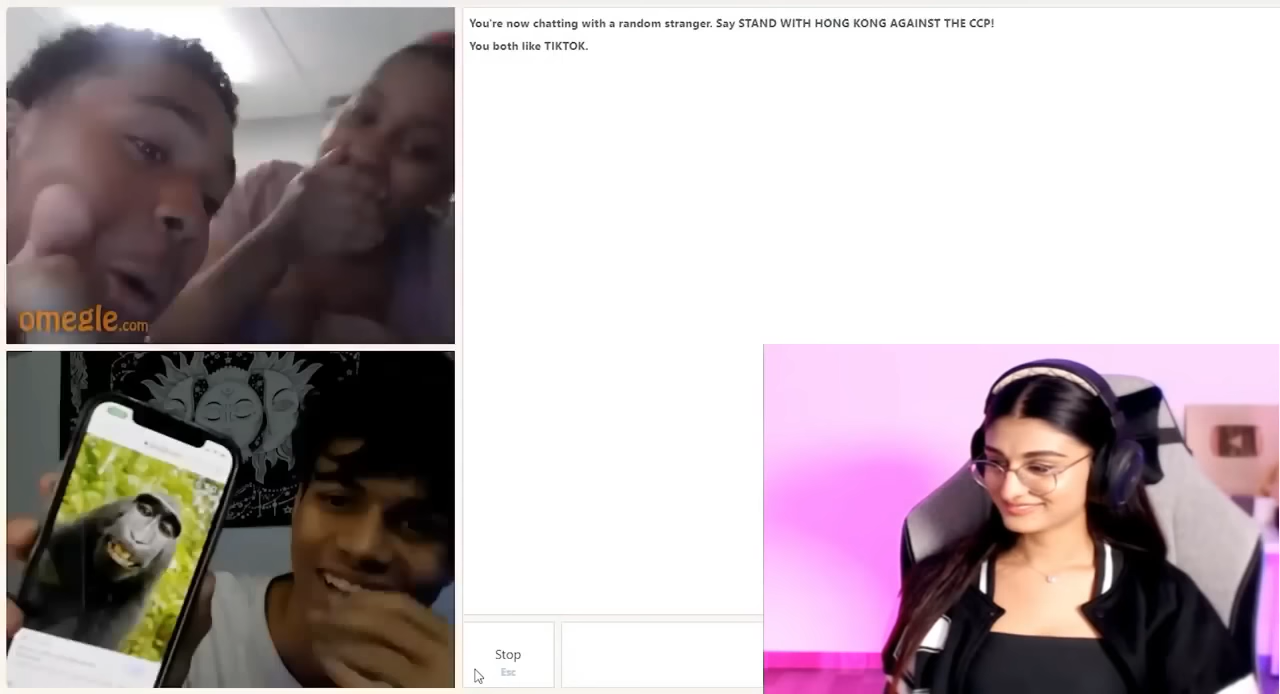 You're now chatting with a random stranger. Say STAND WITH HONG KONG AGAINST THE CCP!
You both like TIKTOK.
omegle.com
Stop
Esc